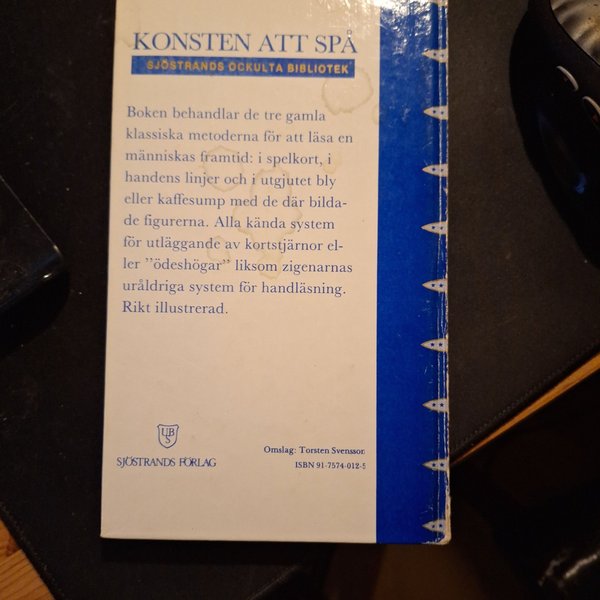 KONSTEN ATT SPÅ
SJÖSTRANDS OCKULTA BIBLIOTEK
Boken behandlar de tre gamla
klassiska metoderna för att läsa en
människas framtid: i spelkort, i
handens linjer och i utgjutet bly
eller kaffesump med de där bilda-
de figurerna. Alla kända system
för utläggande av kortstjärnor el-
ler ”ödeshögar” liksom zigenarnas
uråldriga system för handläsning.
Rikt illustrerad.
UB
S
SJÖSTRANDS FÖRLAG
Omslag: Torsten Svensson
ISBN 91-7574-012-5